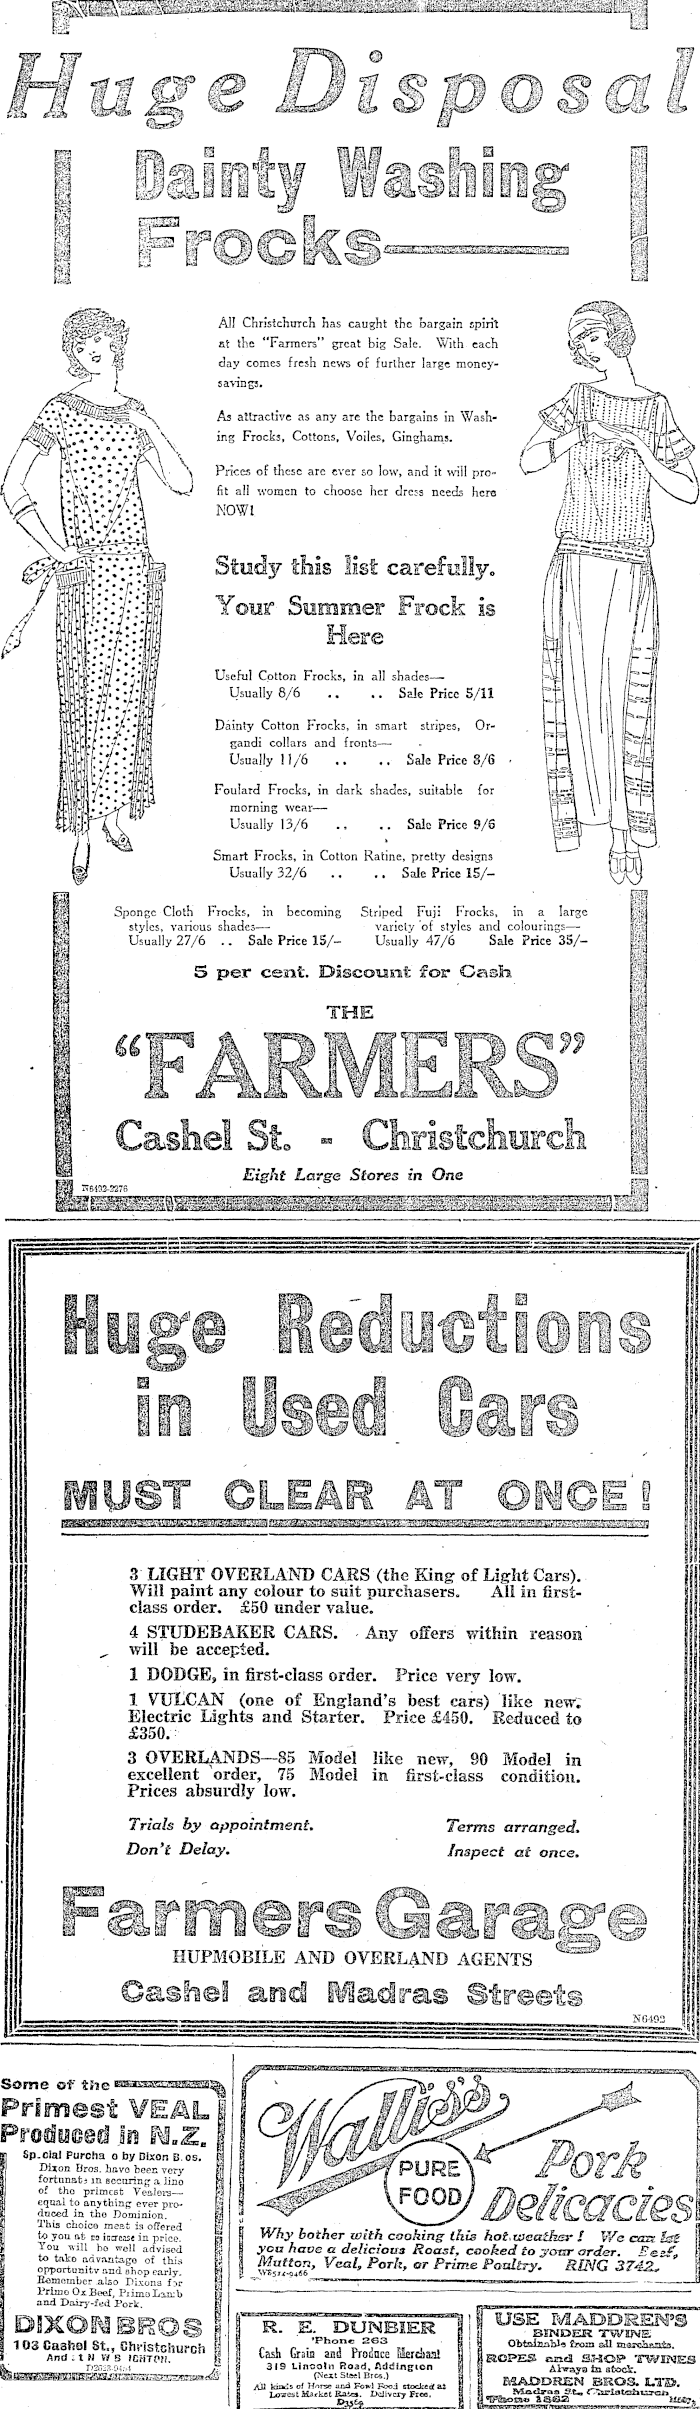 Huge Disposal
Dainty Washing
Frocks
All Christchurch has caught the bargain spirit
at the "Farmers" great big Sale. With each
day comes fresh news of further large money-
savings.
As attractive as any are the bargains in Wash-
ing Frocks, Cottons, Voiles, Ginghams.
Prices of these are ever so low, and it will pro-
fit all women to choose her dress needs here
NOW!
Study this list carefully.
Your Summer Frock is
Here
Useful Cotton Frocks, in all shades—
Usually 8/6 .. .. Sale Price 5/11
Dainty Cotton Frocks, in smart stripes, Or-
gandi collars and fronts—
Usually 11/6 .. .. Sale Price 8/6
Foulard Frocks, in dark shades, suitable for
morning wear—
Usually 13/6 .. .. Sale Price 9/6
Smart Frocks, in Cotton Ratine, pretty designs
Usually 32/6 .. .. Sale Price 15/-
Sponge Cloth Frocks, in becoming
styles, various shades—
Usually 27/6 .. Sale Price 15/-
Striped Fuji Frocks, in a large
variety of styles and colourings—
Usually 47/6 Sale Price 35/-
5 per cent. Discount for Cash
THE
"FARMERS"
Cashel St. - Christchurch
Eight Large Stores in One
N6492-2276
Huge Reductions
in Used Cars
MUST CLEAR AT ONCE!
3 LIGHT OVERLAND CARS (the King of Light Cars).
Will paint any colour to suit purchasers. All in first-
class order. £50 under value.
4 STUDEBAKER CARS. Any offers within reason
will be accepted.
1 DODGE, in first-class order. Price very low.
1 VULCAN (one of England's best cars) like new.
Electric Lights and Starter. Price £450. Reduced to
£350.
3 OVERLANDS—85 Model like new, 90 Model in
excellent order, 75 Model in first-class condition.
Prices absurdly low.
Trials by appointment. Terms arranged.
Don't Delay. Inspect at once.
Farmers Garage
HUPMOBILE AND OVERLAND AGENTS
Cashel and Madras Streets
N6492
Some of the
Primest VEAL
Produced in N.Z.
Sp.cial Purcha o by Dixon B.os.
Dixon Bros. have been very
fortunate in securing a line
of the primest Vealers—
equal to anything ever pro-
duced in the Dominion.
This choice meat is offered
to you at no increase in price.
You will be well advised
to take advantage of this
opportunity and shop early.
Remember also Dixons for
Primo Ox Beef, Primo Lamb
and Dairy-fed Pork.
DIXON BROS
103 Cashel St., Christchurch
And
Wallis's
PURE
FOOD
Pork
Delicacies
Why bother with cooking this hot weather! We can let
you have a delicious Roast, cooked to your order. Beef,
Mutton, Veal, Pork, or Prime Poultry. RING 3742.
R. E. DUNBIER
'Phone 263
Cash Grain and Produce Merchant
319 Lincoln Road, Addington
(Next Steel Bros.)
All kinds of Horse and Fowl Feed stocked at
Lowest Market Rates. Delivery Free.
USE MADDREN'S
BINDER TWINE
Obtainable from all merchants.
ROPES and SHOP TWINES
Always in stock.
MADDREN BROS. LTD.
Madras St., Christchurch
'Phone 1862